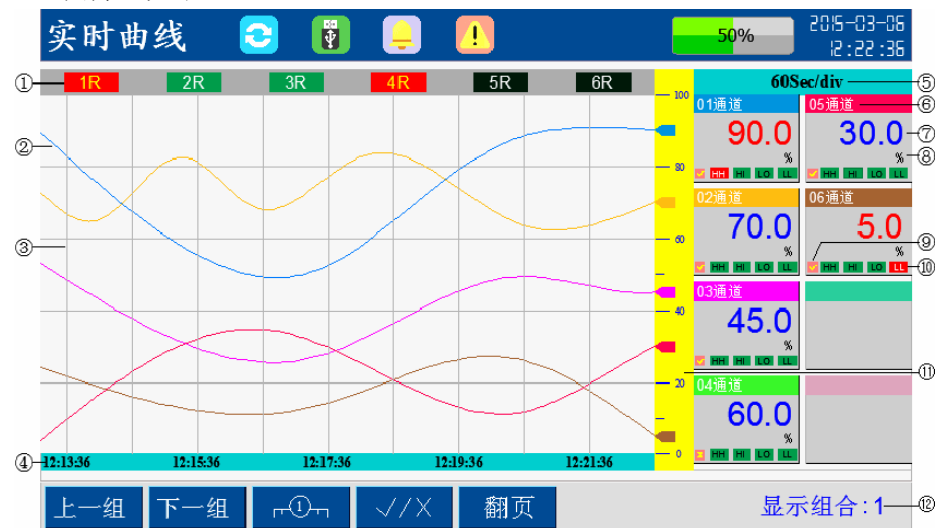 实时曲线 50% 2015-03-06
12:22:36
① 1R 2R 3R 4R 5R 6R 100 60Sec/div ⑤
01通道 05通道 ⑥
90.0 30.0 ⑦
② % % ⑧
80 HH HI LO LL HH HI LO LL
02通道 06通道
70.0 5.0
③ 60 % % ⑨
HH HI LO LL HH HI LO LL ⑩
03通道
40 45.0
%
HH HI LO LL
⑪
20 04通道
60.0
%
0 HH HI LO LL
④ 12:13:36 12:15:36 12:17:36 12:19:36 12:21:36
上一组 下一组 ① ✓//X 翻页 显示组合:1 ⑫